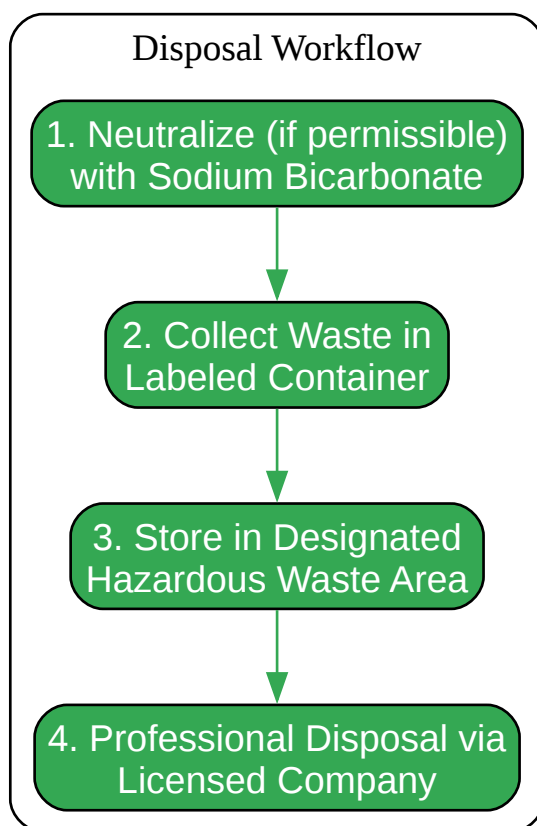 Disposal Workflow
1. Neutralize (if permissible)
with Sodium Bicarbonate
2. Collect Waste in
Labeled Container
3. Store in Designated
Hazardous Waste Area
4. Professional Disposal via
Licensed Company